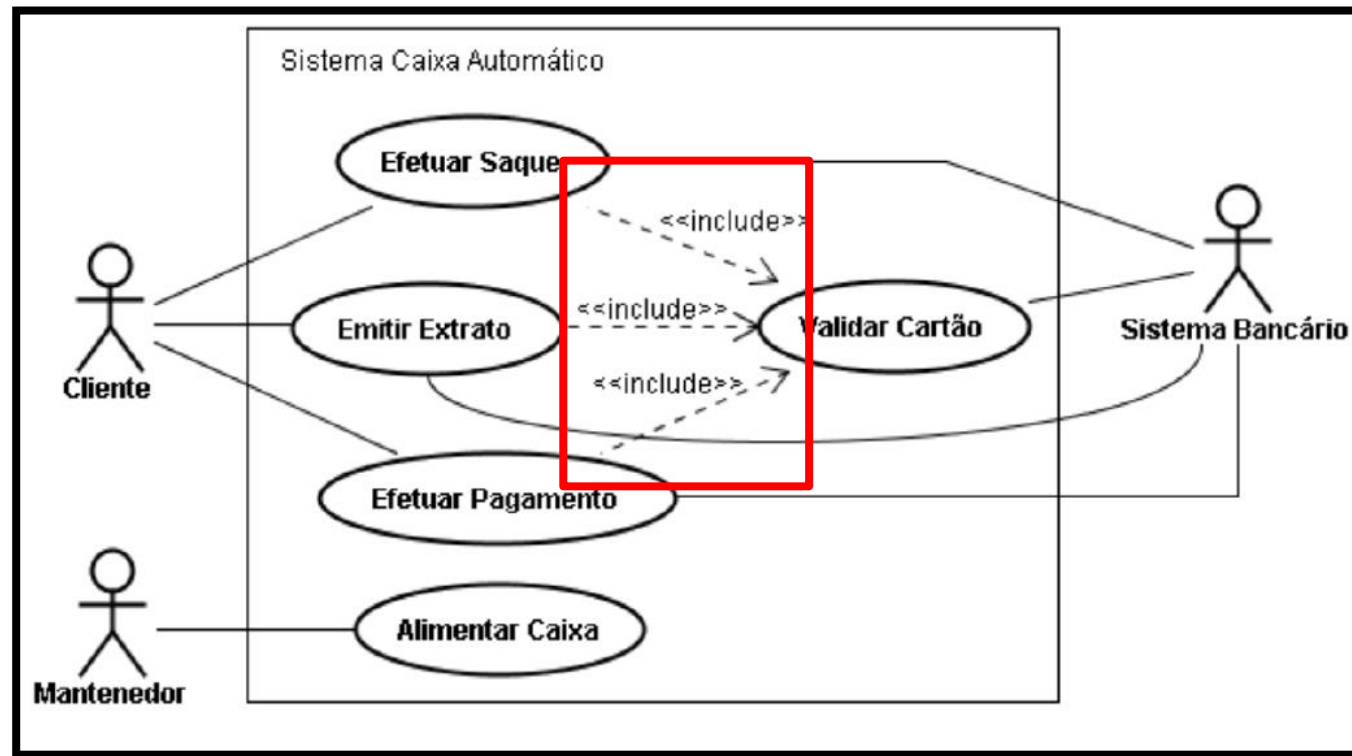 Sistema Caixa Automático
Efetuar Saque
<<include>>
<<include>>
Emitir Extrato
Validar Cartão
Sistema Bancário
<<include>>
Cliente
Efetuar Pagamento
Alimentar Caixa
Mantenedor